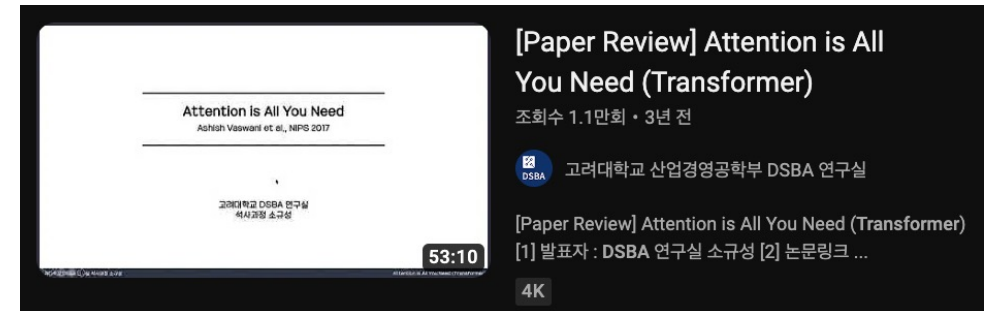 Attention is All You Need
Ashish Vaswani et al., NIPS 2017
고려대학교 DSBA 연구실
석사과정 소규성
53:10
[Paper Review] Attention is All
You Need (Transformer)
조회수 1.1만회 • 3년 전
DSBA
고려대학교 산업경영공학부 DSBA 연구실
[Paper Review] Attention is All You Need (Transformer)
[1] 발표자 : DSBA 연구실 소규성 [2] 논문링크 ...
4K